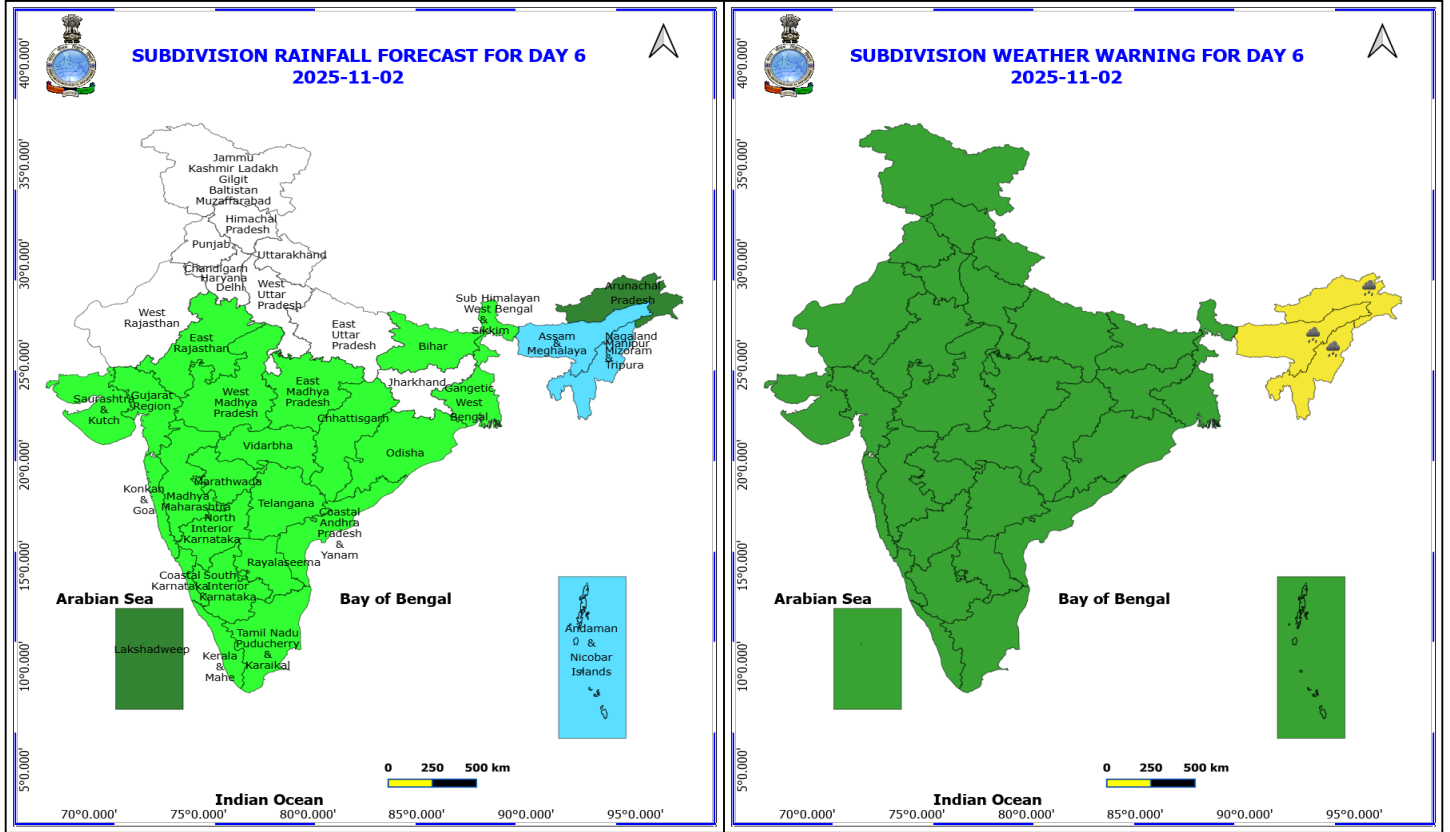 SUBDIVISION RAINFALL FORECAST FOR DAY 6
2025-11-02
40°0.000'
35°0.000'
30°0.000'
25°0.000'
20°0.000'
15°0.000'
10°0.000'
5°0.000'
Jammu
Kashmir Ladakh
Gilgit
Baltistan
Muzaffarabad
Himachal
Pradesh
Punjab
Uttarakhand
Chandigarh
Haryana
Delhi
West
Uttar
Pradesh
West
Rajasthan
East
Uttar
Pradesh
East
Rajasthan
Sub Himalayan
West Bengal
&
Sikkim
Arunachal
Pradesh
Assam
&
Meghalaya
Nagaland
Manipur
Mizoram
&
Tripura
Bihar
Jharkhand
Gangetic
West
Bengal
Saurashtra
&
Kutch
Gujarat
Region
West
Madhya
Pradesh
East
Madhya
Pradesh
Chhattisgarh
Vidarbha
Odisha
Konkan
&
Goa
Marathwada
Madhya
Maharashtra
Telangana
North
Interior
Karnataka
Coastal
Andhra
Pradesh
&
Yanam
Rayalaseema
Coastal
Karnataka
South
Interior
Karnataka
Arabian Sea
Bay of Bengal
Lakshadweep
Kerala
&
Mahe
Tamil Nadu
Puducherry
&
Karaikal
Andaman
&
Nicobar
Islands
0 250 500 km
Indian Ocean
70°0.000' 75°0.000' 80°0.000' 85°0.000' 90°0.000' 95°0.000'
SUBDIVISION WEATHER WARNING FOR DAY 6
2025-11-02
40°0.000'
35°0.000'
30°0.000'
25°0.000'
20°0.000'
15°0.000'
10°0.000'
5°0.000'
Arabian Sea
Bay of Bengal
0 250 500 km
Indian Ocean
70°0.000' 75°0.000' 80°0.000' 85°0.000' 90°0.000' 95°0.000'